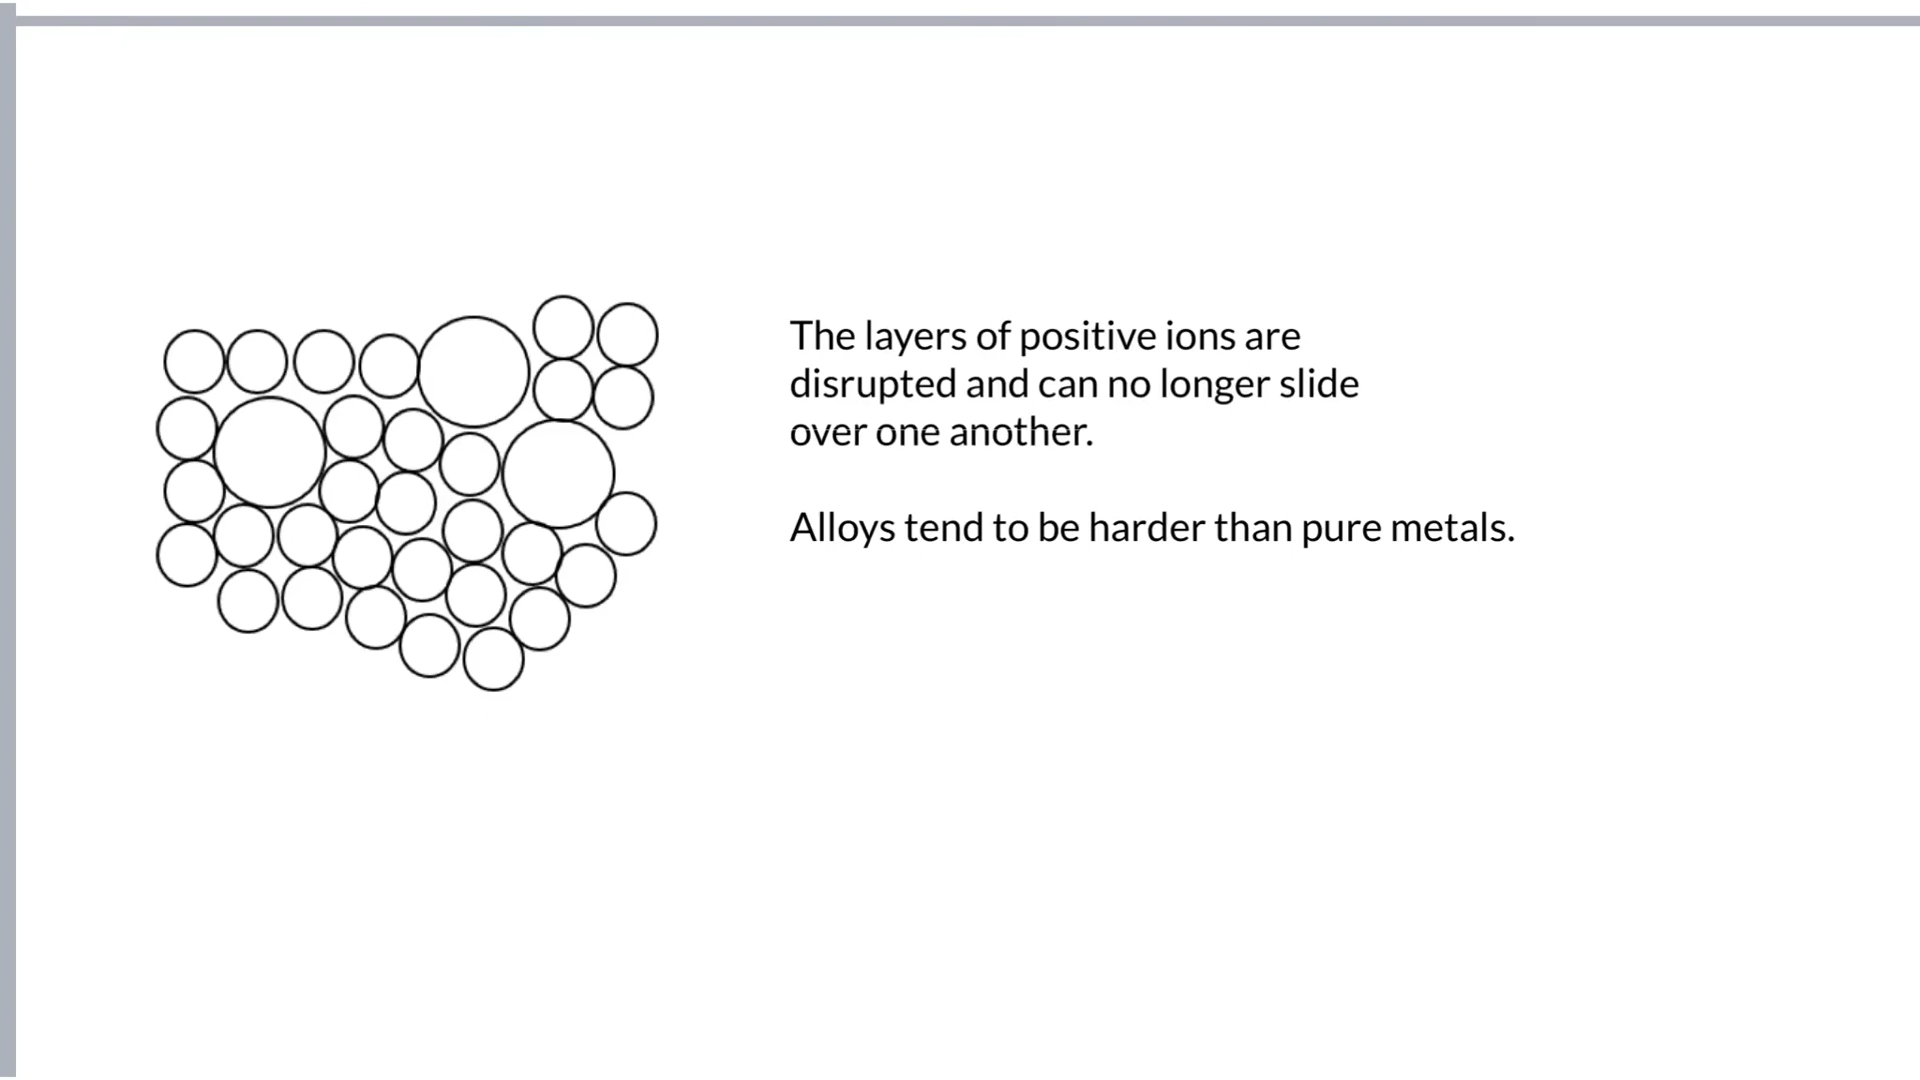 The layers of positive ions are
disrupted and can no longer slide
over one another.
Alloys tend to be harder than pure metals.